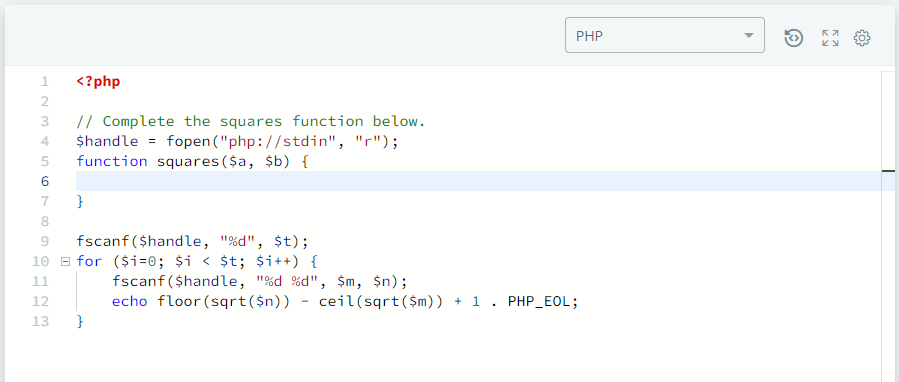 PHP
1 <?php
2
3 // Complete the squares function below.
4 $handle = fopen("php://stdin", "r");
5 function squares($a, $b) {
6
7 }
8
9 fscanf($handle, "%d", $t);
10 for ($i=0; $i < $t; $i++) {
11     fscanf($handle, "%d %d", $m, $n);
12     echo floor(sqrt($n)) - ceil(sqrt($m)) + 1 . PHP_EOL;
13 }